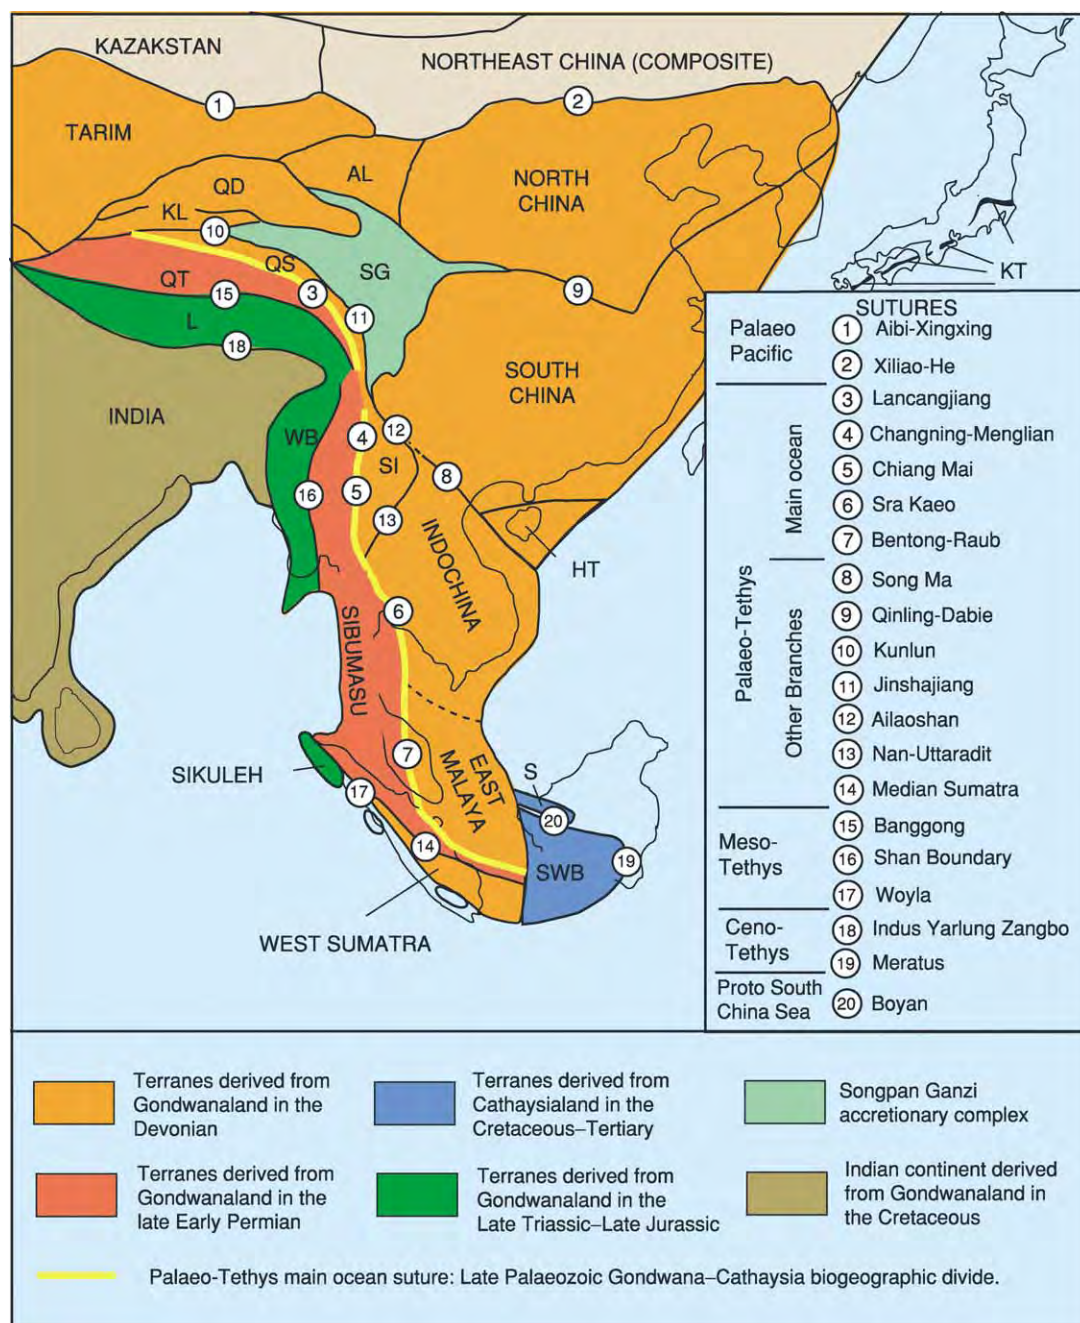 KAZAKSTAN
NORTHEAST CHINA (COMPOSITE)
1
2
TARIM
AL
QD
NORTH
CHINA
KL
10
QS
SG
KT
QT
3
9
15
11
L
18
SOUTH
CHINA
INDIA
WB
4
12
SI
8
16
5
13
INDOCHINA
HT
6
SIBUMASU
7
EAST
MALAYA
SIKULEH
S
17
20
14
SWB
19
WEST SUMATRA
SUTURES
Palaeo
Pacific
1 Aibi-Xingxing
2 Xiliao-He
Palaeo-Tethys
Main ocean
3 Lancangjiang
4 Changning-Menglian
5 Chiang Mai
6 Sra Kaeo
7 Bentong-Raub
Other Branches
8 Song Ma
9 Qinling-Dabie
10 Kunlun
11 Jinshajiang
12 Ailaoshan
13 Nan-Uttaradit
14 Median Sumatra
Meso-
Tethys
15 Banggong
16 Shan Boundary
17 Woyla
Ceno-
Tethys
18 Indus Yarlung Zangbo
19 Meratus
Proto South
China Sea
20 Boyan
Terranes derived from
Gondwanaland in the
Devonian
Terranes derived from
Cathaysialand in the
Cretaceous–Tertiary
Songpan Ganzi
accretionary complex
Terranes derived from
Gondwanaland in the
late Early Permian
Terranes derived from
Gondwanaland in the
Late Triassic–Late Jurassic
Indian continent derived
from Gondwanaland in
the Cretaceous
Palaeo-Tethys main ocean suture: Late Palaeozoic Gondwana–Cathaysia biogeographic divide.